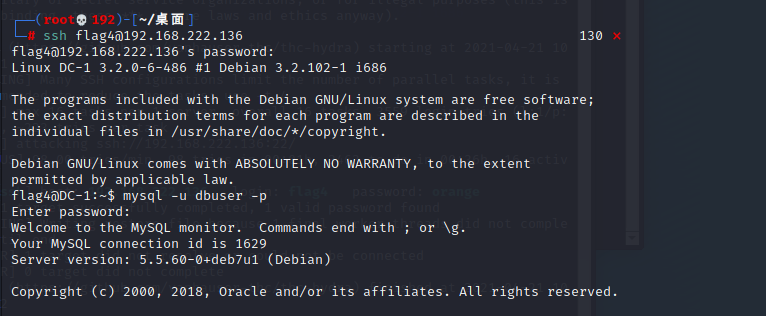 ┌──(root💀192)-[~/桌面]
└─# ssh flag4@192.168.222.136 130 ⨯
flag4@192.168.222.136's password:
Linux DC-1 3.2.0-6-486 #1 Debian 3.2.102-1 i686
The programs included with the Debian GNU/Linux system are free software;
the exact distribution terms for each program are described in the
individual files in /usr/share/doc/*/copyright.
Debian GNU/Linux comes with ABSOLUTELY NO WARRANTY, to the extent
permitted by applicable law.
flag4@DC-1:~$ mysql -u dbuser -p
Enter password:
Welcome to the MySQL monitor.  Commands end with ; or \g.
Your MySQL connection id is 1629
Server version: 5.5.60-0+deb7u1 (Debian)
Copyright (c) 2000, 2018, Oracle and/or its affiliates. All rights reserved.